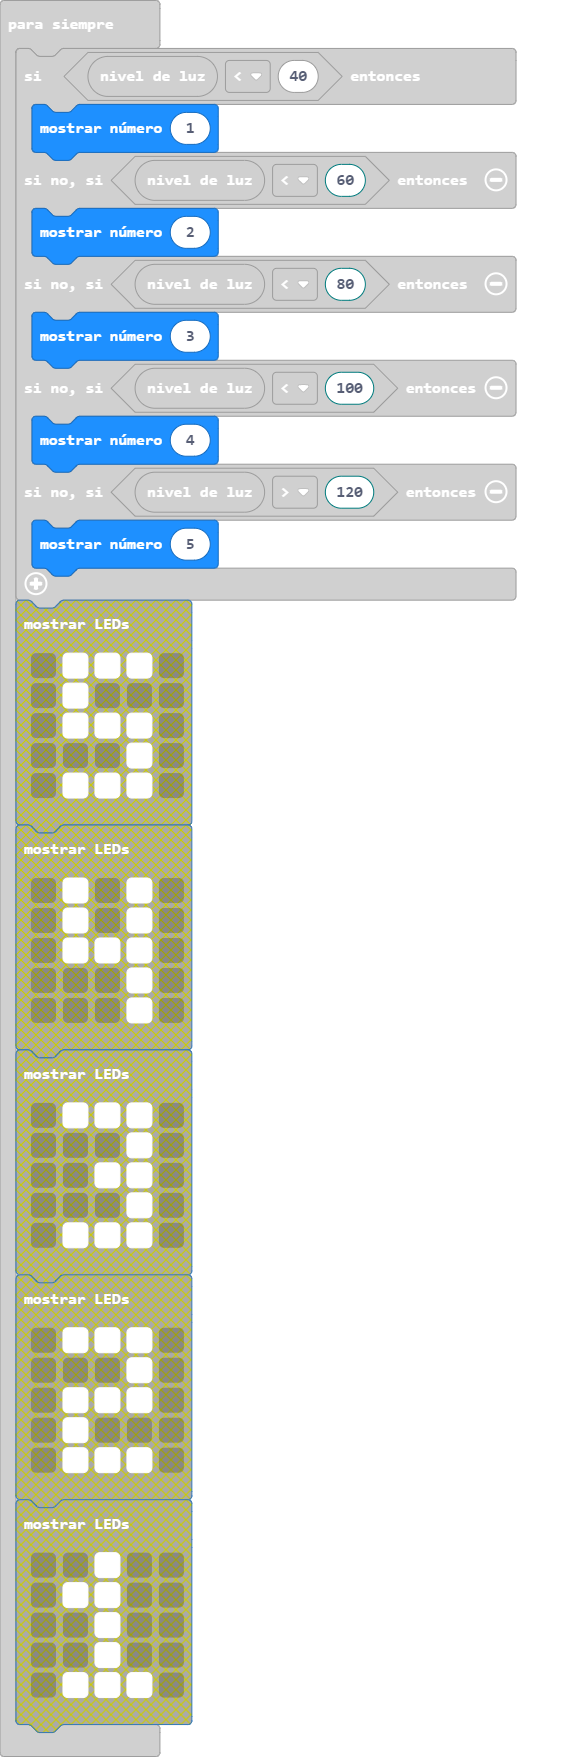 para siempre
si nivel de luz < 40 entonces
mostrar número 1
si no, si nivel de luz < 60 entonces
mostrar número 2
si no, si nivel de luz < 80 entonces
mostrar número 3
si no, si nivel de luz < 100 entonces
mostrar número 4
si no, si nivel de luz > 120 entonces
mostrar número 5
mostrar LEDs
mostrar LEDs
mostrar LEDs
mostrar LEDs
mostrar LEDs